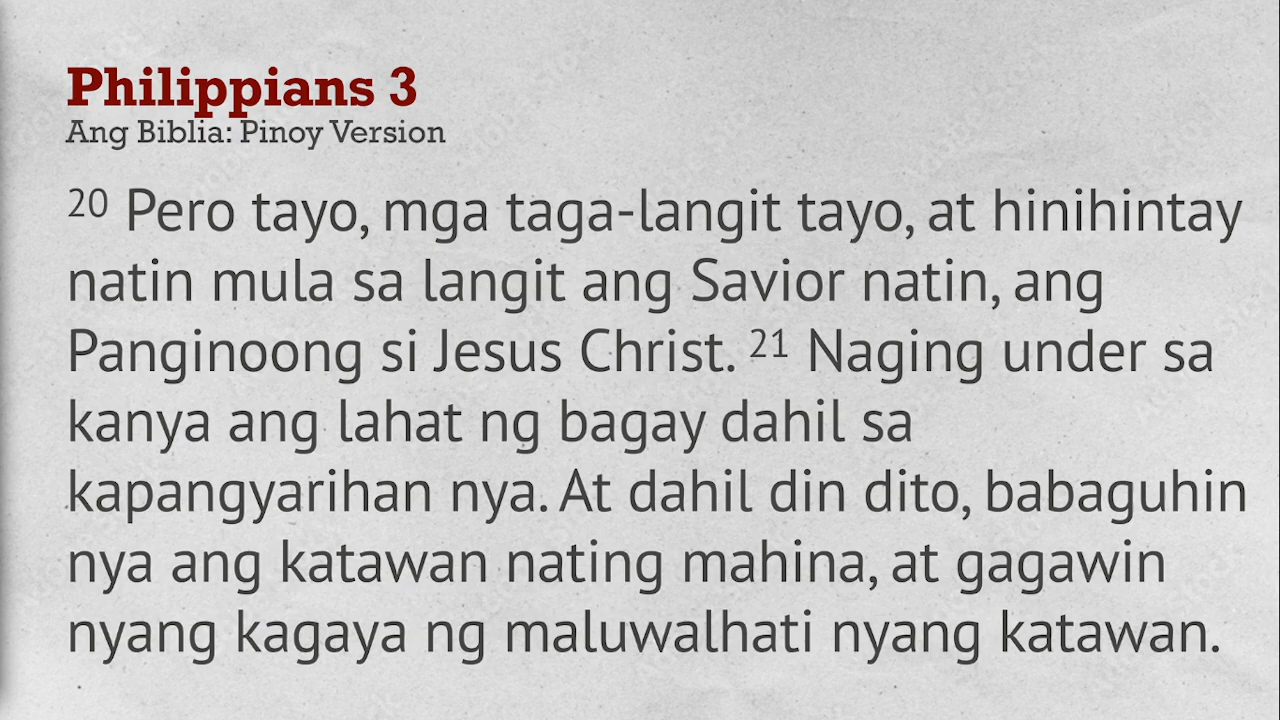 Philippians 3
Ang Biblia: Pinoy Version
20 Pero tayo, mga taga-langit tayo, at hinihintay
natin mula sa langit ang Savior natin, ang
Panginoong si Jesus Christ. 21 Naging under sa
kanya ang lahat ng bagay dahil sa
kapangyarihan nya. At dahil din dito, babaguhin
nya ang katawan nating mahina, at gagawin
nyang kagaya ng maluwalhati nyang katawan.